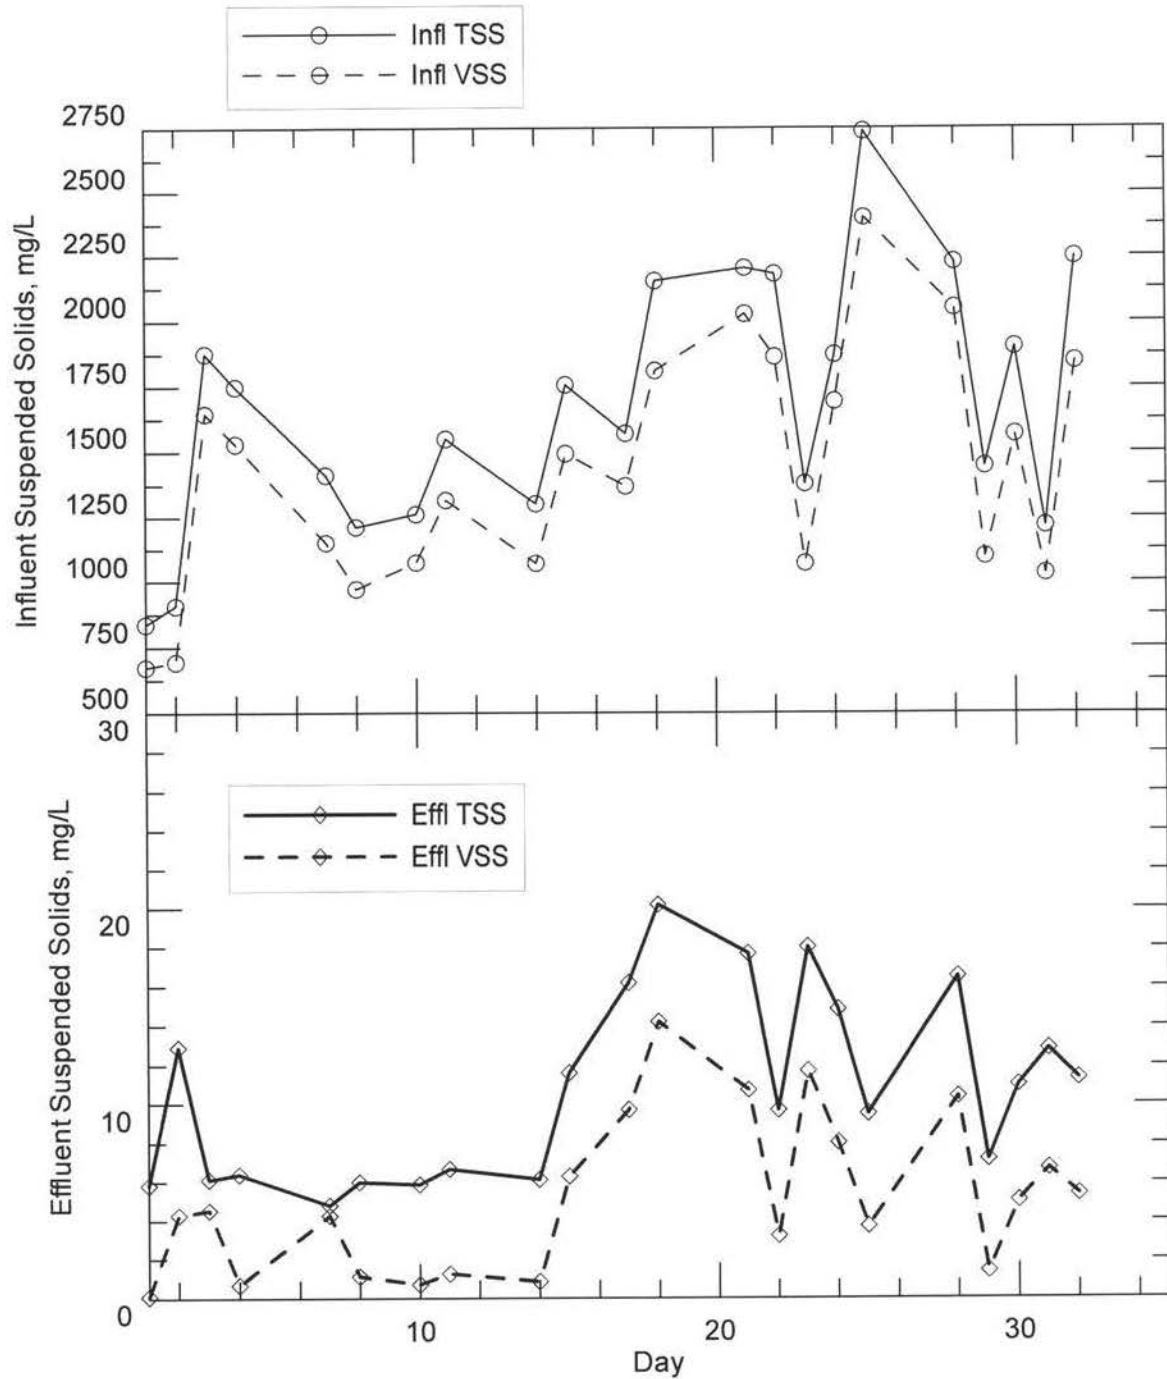 Infl TSS
Infl VSS
2750
2500
2250
2000
1750
1500
1250
1000
750
500
Influent Suspended Solids, mg/L
30
20
10
0
Effluent Suspended Solids, mg/L
Effl TSS
Effl VSS
10
20
30
Day